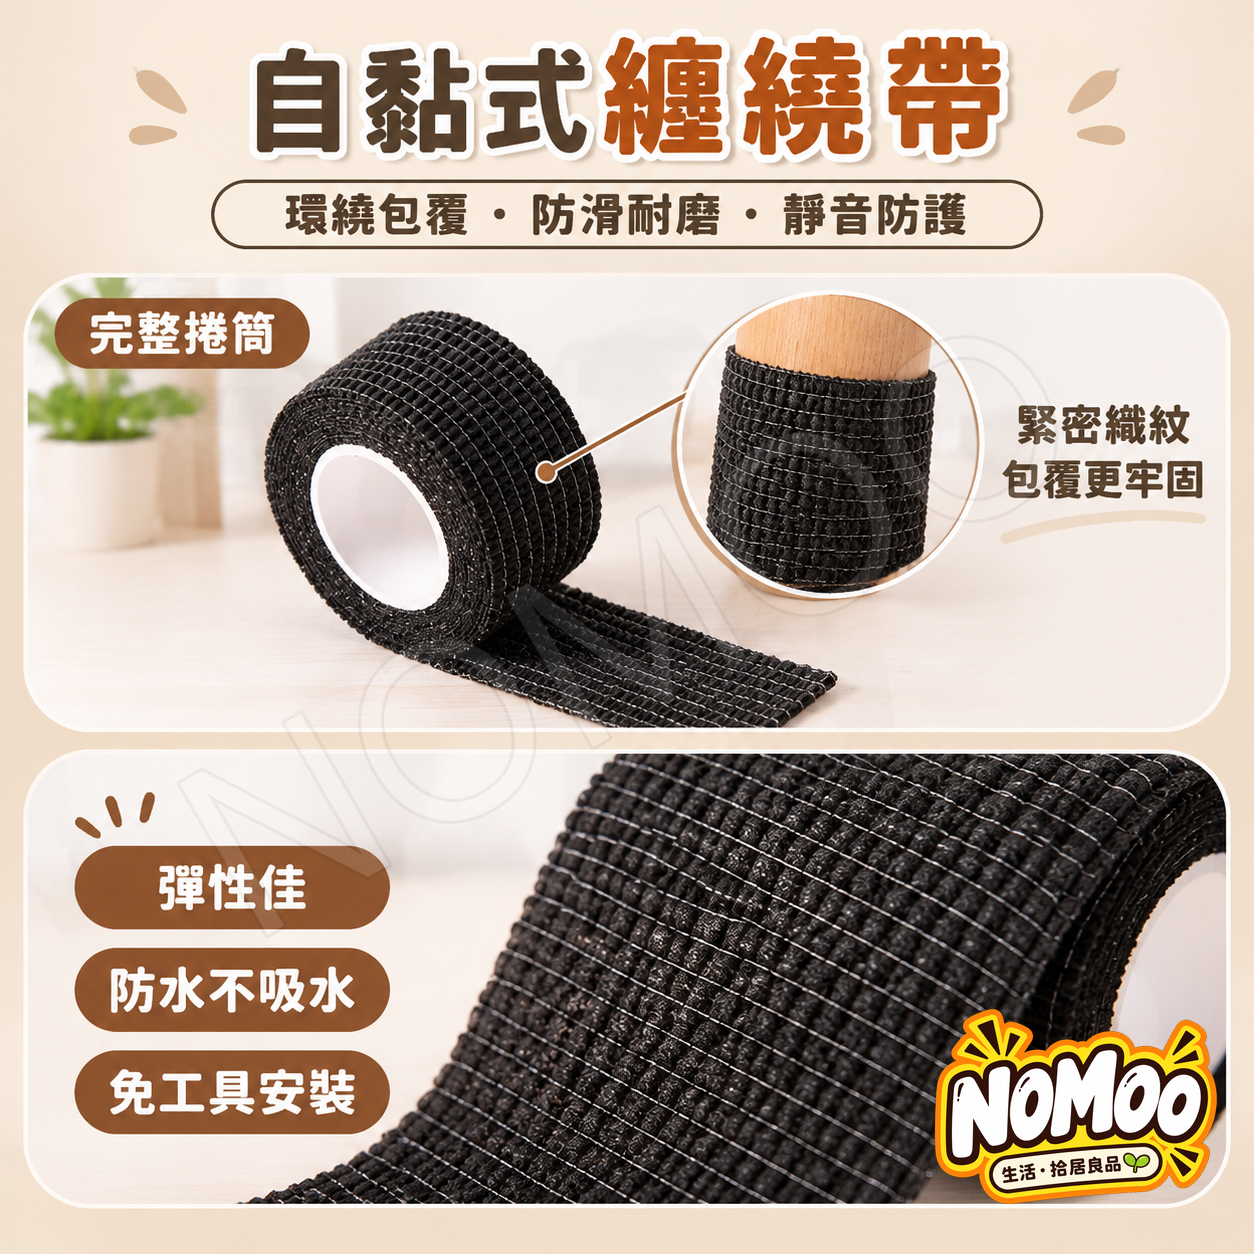 自黏式纏繞帶
環繞包覆・防滑耐磨・靜音防護
完整捲筒
緊密織紋
包覆更牢固
彈性佳
防水不吸水
免工具安裝
NOMOO
NOMOO
生活・拾居良品